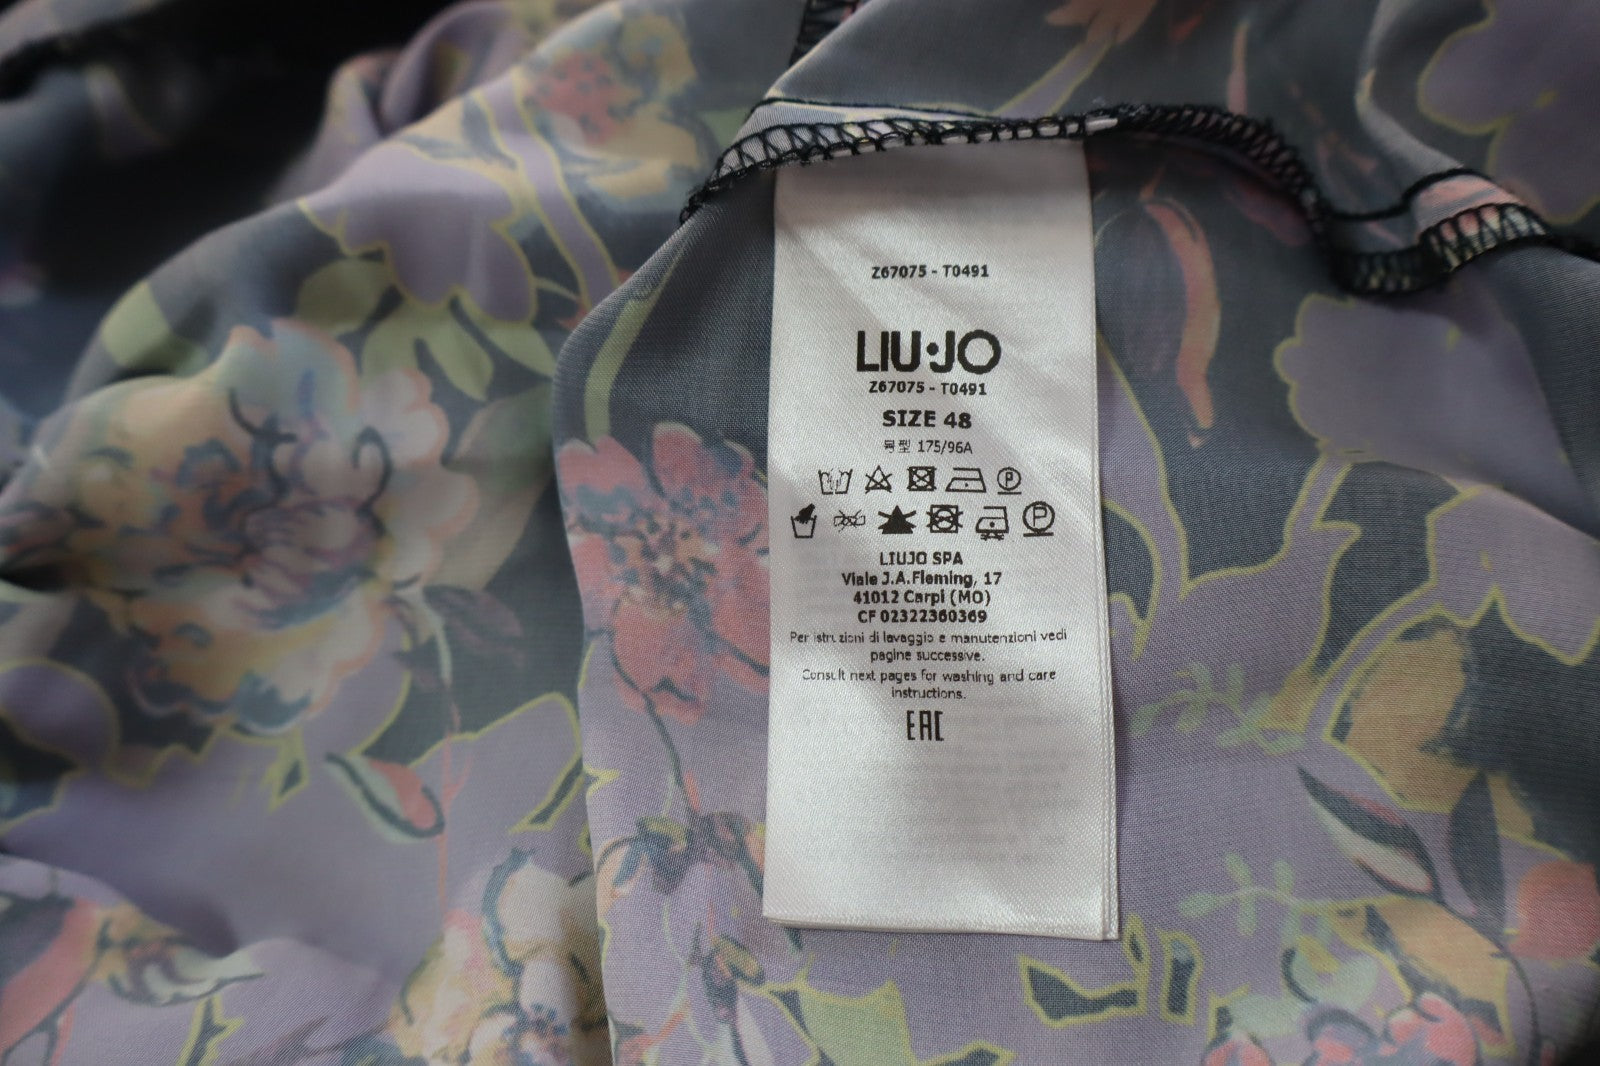 Z67075 - T0491
LIU·JO
Z67075 - T0491
SIZE 48
号型 175/96A
P
P
LIUJO SPA
Viale J.A.Fleming, 17
41012 Carpi (MO)
CF 02322360369
Per istruzioni di lavaggio e manutenzioni vedi
pagine successive.
Consult next pages for washing and care
instructions.
EAC